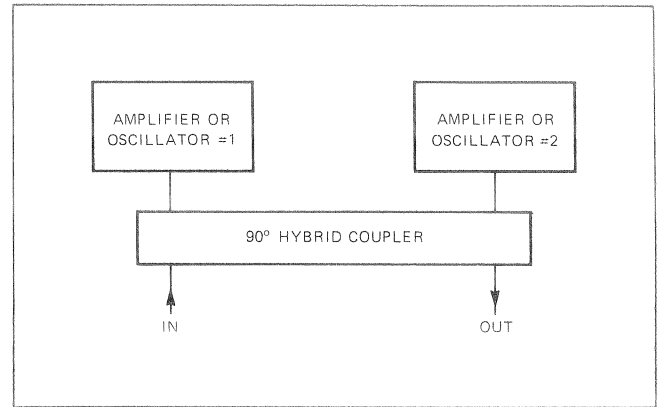 AMPLIFIER OR
OSCILLATOR =1
AMPLIFIER OR
OSCILLATOR =2
90° HYBRID COUPLER
IN
OUT